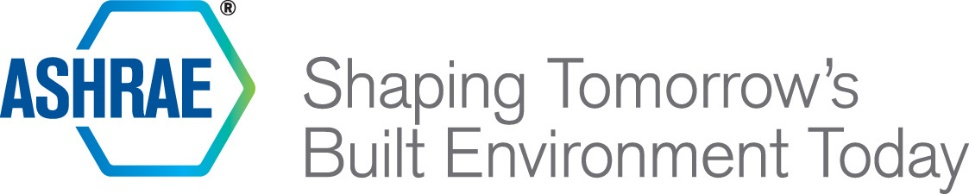 ASHRAE®
Shaping Tomorrow's
Built Environment Today